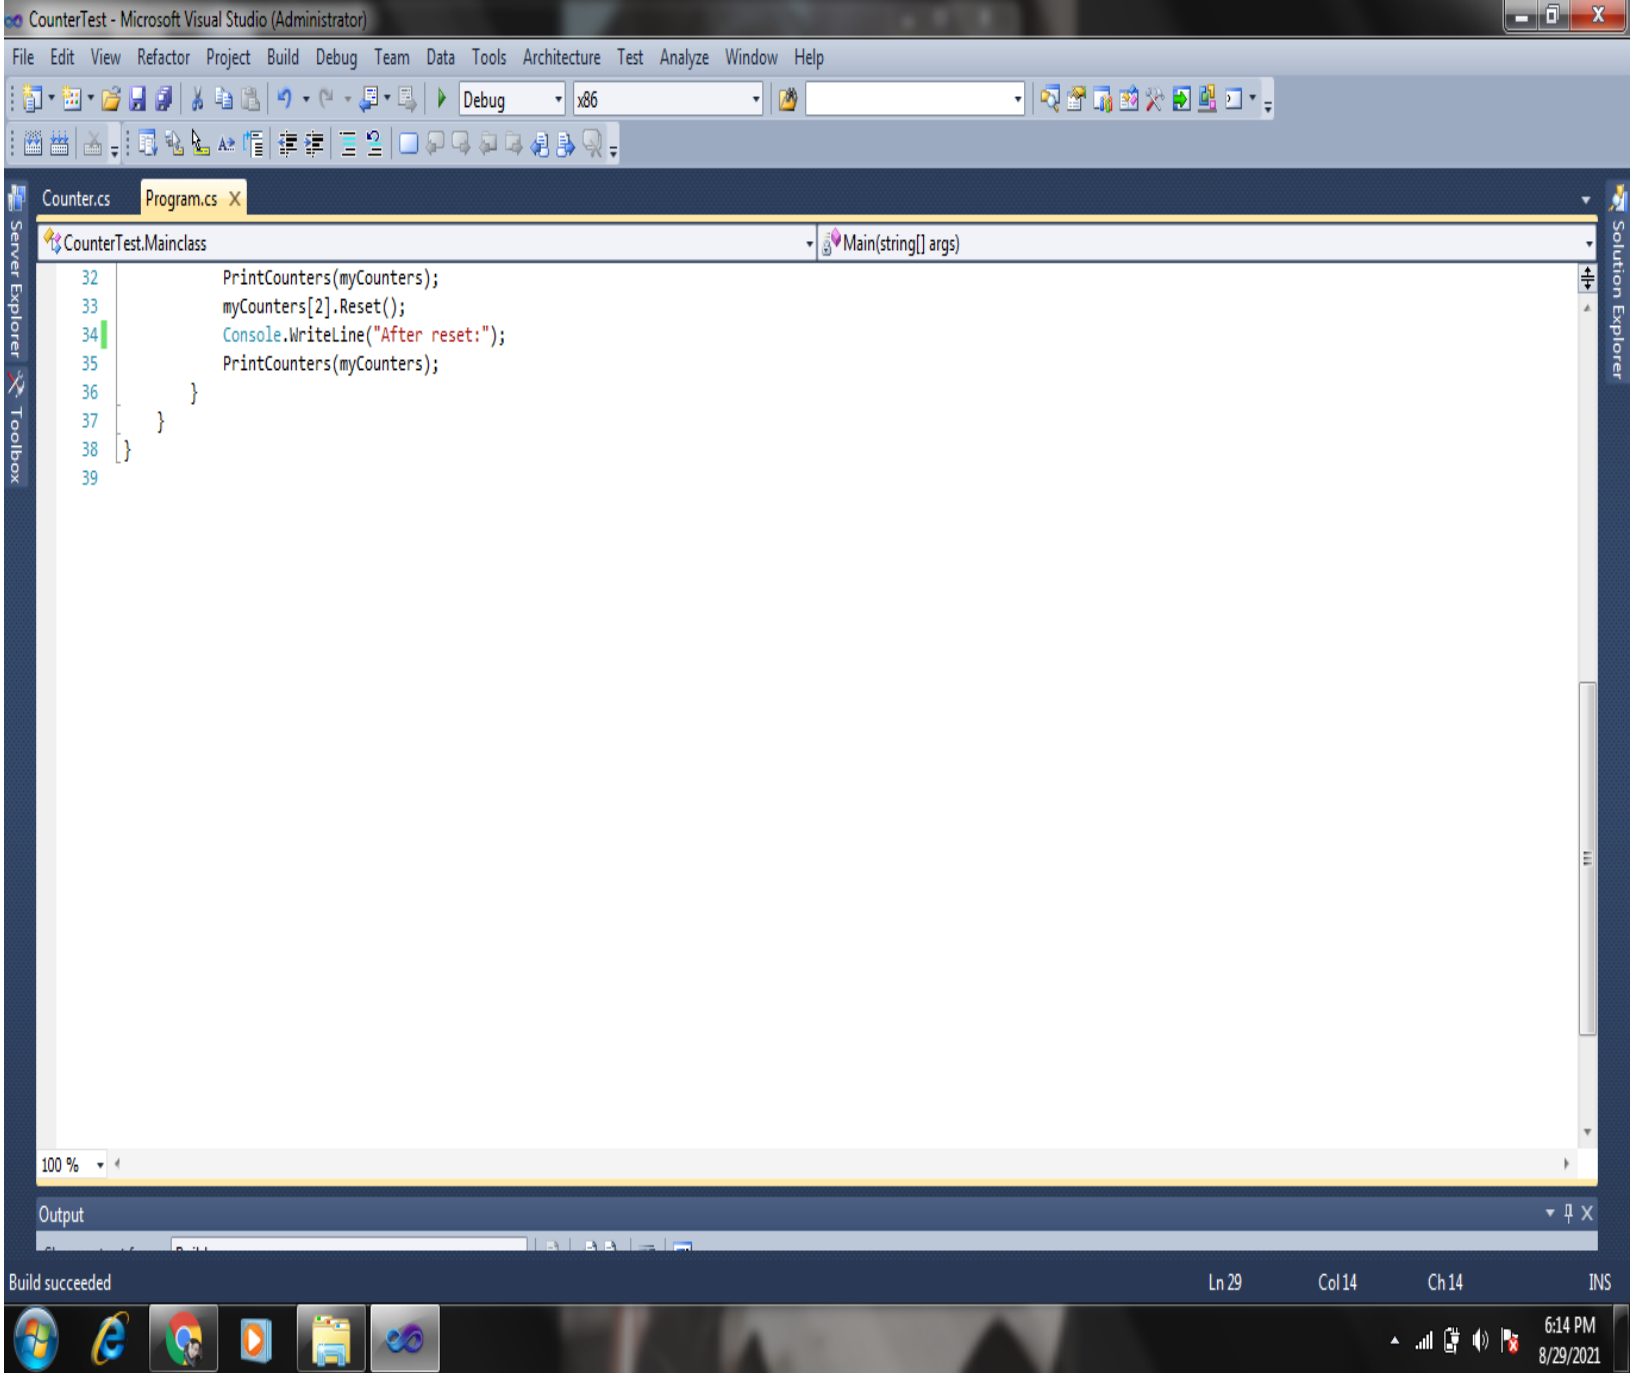 CounterTest - Microsoft Visual Studio (Administrator)
File Edit View Refactor Project Build Debug Team Data Tools Architecture Test Analyze Window Help
Debug x86
Counter.cs Program.cs X
Server Explorer
Toolbox
Solution Explorer
CounterTest.Mainclass Main(string[] args)
32 PrintCounters(myCounters);
33 myCounters[2].Reset();
34 Console.WriteLine("After reset:");
35 PrintCounters(myCounters);
36 }
37 }
38 }
39
100 %
Output
Build succeeded Ln 29 Col 14 Ch 14 INS
6:14 PM
8/29/2021